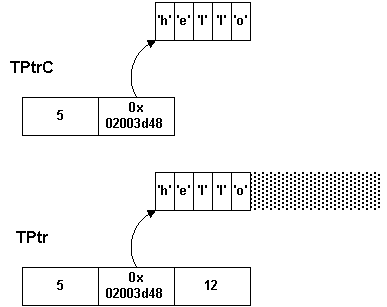 'h' 'e' 'l' 'l' 'o'
TPtrC
5
0x
02003d48
'h' 'e' 'l' 'l' 'o'
TPtr
5
0x
02003d48
12